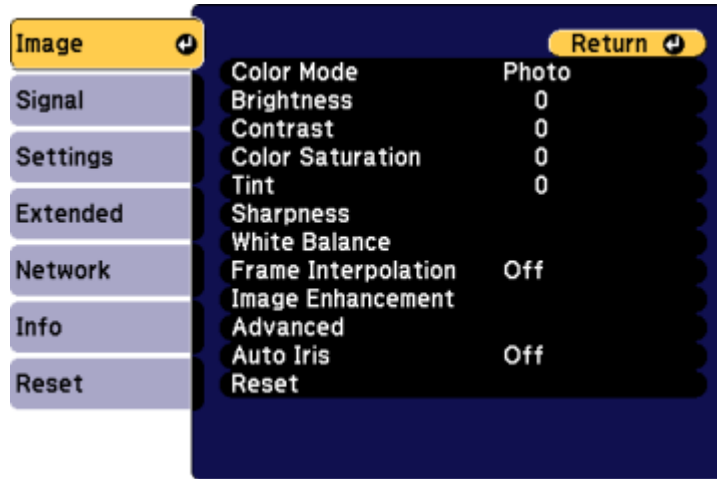 Image
Signal
Settings
Extended
Network
Info
Reset
Return
Color Mode Photo
Brightness 0
Contrast 0
Color Saturation 0
Tint 0
Sharpness
White Balance
Frame Interpolation Off
Image Enhancement
Advanced
Auto Iris Off
Reset